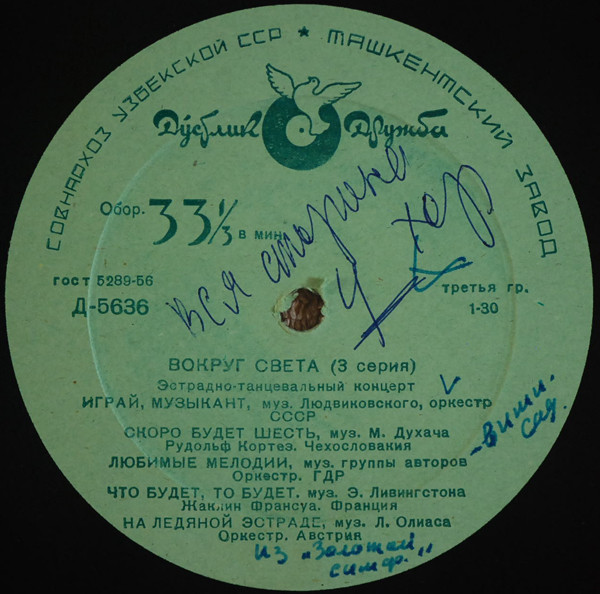 СОВНАРХОЗ УЗБЕКСКОЙ ССР ★ ТАШКЕНТСКИЙ ЗАВОД
Дӯстлик Дружба
Обор. 33⅓ в мин.
ГОСТ 5289-56
Д-5636
третья гр.
1-30
вся сторона
хор
ВОКРУГ СВЕТА (3 серия)
Эстрадно-танцевальный концерт
ИГРАЙ, МУЗЫКАНТ, муз. Людвиковского, оркестр
СССР
СКОРО БУДЕТ ШЕСТЬ, муз. М. Духача
Рудольф Кортез. Чехословакия
ЛЮБИМЫЕ МЕЛОДИИ, муз. группы авторов
Оркестр. ГДР
ЧТО БУДЕТ, ТО БУДЕТ. муз. Э. Ливингстона
Жаклин Франсуа. Франция
НА ЛЕДЯНОЙ ЭСТРАДЕ, муз. Л. Олиаса
Оркестр. Австрия
из „Золотой
симф.„